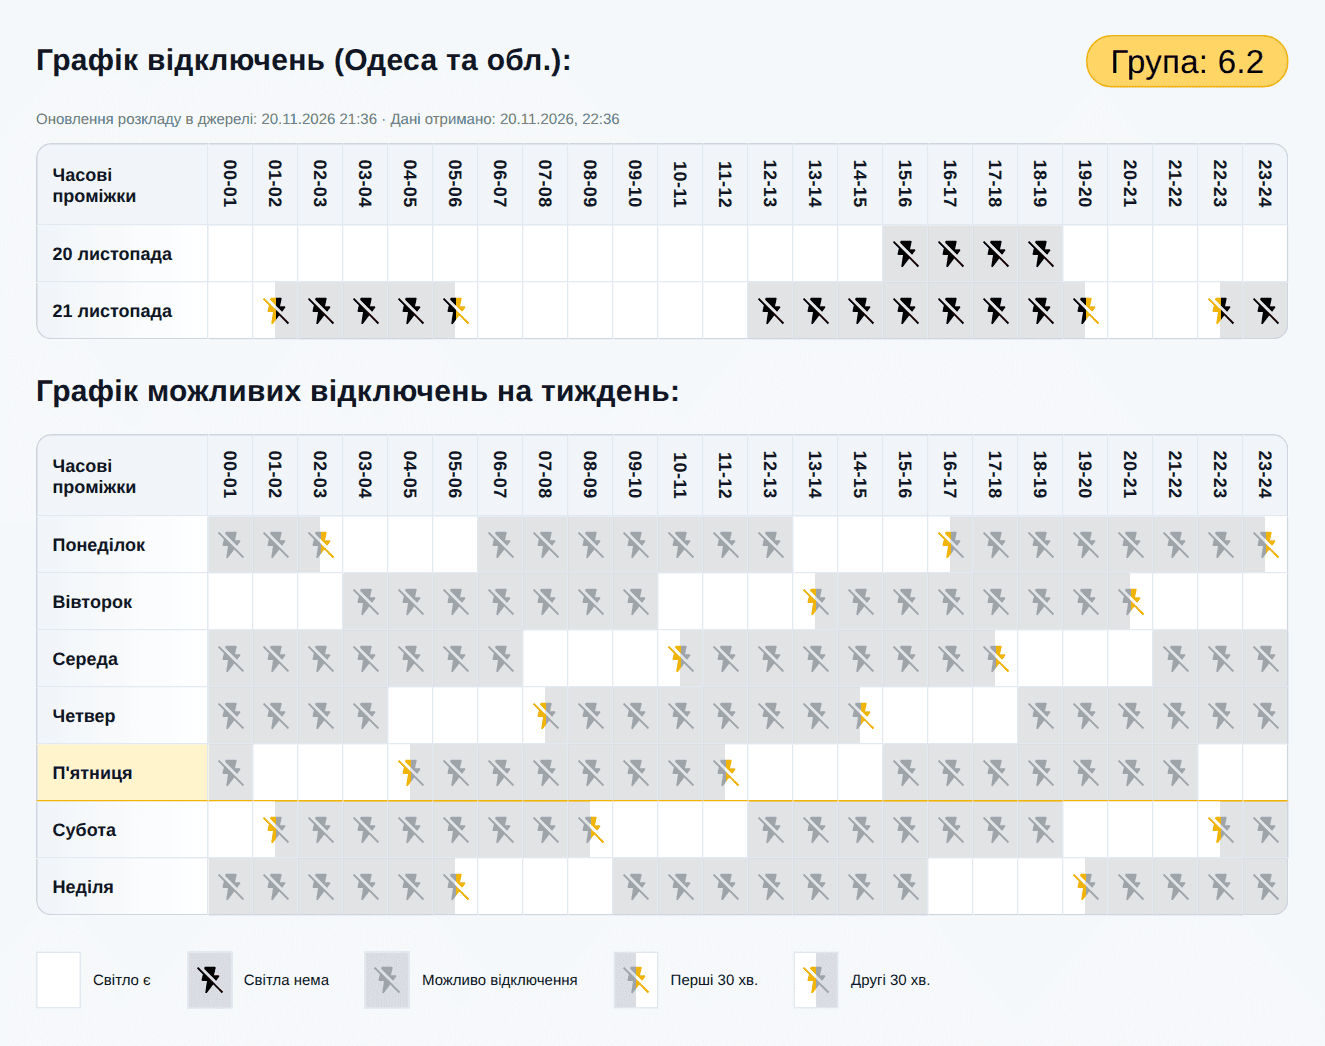 Графік відключень (Одеса та обл.):
Група: 6.2
Оновлення розкладу в джерелі: 20.11.2026 21:36 · Дані отримано: 20.11.2026, 22:36
Часові проміжки 00-01 01-02 02-03 03-04 04-05 05-06 06-07 07-08 08-09 09-10 10-11 11-12 12-13 13-14 14-15 15-16 16-17 17-18 18-19 19-20 20-21 21-22 22-23 23-24
20 листопада
21 листопада
Графік можливих відключень на тиждень:
Часові проміжки 00-01 01-02 02-03 03-04 04-05 05-06 06-07 07-08 08-09 09-10 10-11 11-12 12-13 13-14 14-15 15-16 16-17 17-18 18-19 19-20 20-21 21-22 22-23 23-24
Понеділок
Вівторок
Середа
Четвер
П'ятниця
Субота
Неділя
Світло є Світла нема Можливо відключення Перші 30 хв. Другі 30 хв.